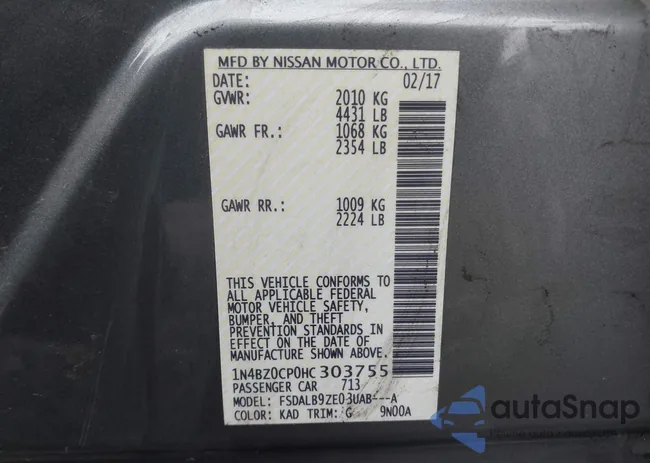 MFD BY NISSAN MOTOR CO., LTD.
DATE: 02/17
GVWR: 2010 KG
4431 LB
GAWR FR.: 1068 KG
2354 LB
GAWR RR.: 1009 KG
2224 LB
THIS VEHICLE CONFORMS TO
ALL APPLICABLE FEDERAL
MOTOR VEHICLE SAFETY,
BUMPER, AND THEFT
PREVENTION STANDARDS IN
EFFECT ON THE DATE OF
MANUFACTURE SHOWN ABOVE.
1N4BZ0CP0HC 303755
PASSENGER CAR 713
MODEL: FSDALB9ZE03UAB---A
COLOR: KAD TRIM: G 9N00A
autoSnap